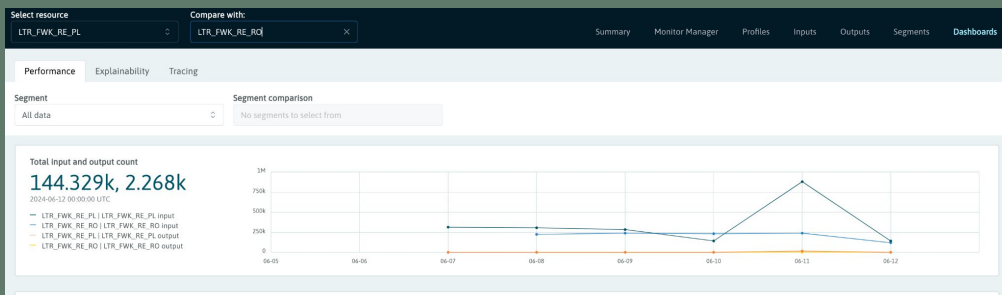 Select resource
Compare with:
LTR_FWK_RE_PL
LTR_FWK_RE_RO
Summary
Monitor Manager
Profiles
Inputs
Outputs
Segments
Dashboards
Performance
Explainability
Tracing
Segment
Segment comparison
All data
No segments to select from
Total input and output count
144.329k, 2.268k
2024-06-12 00:00:00 UTC
LTR_FWK_RE_PL | LTR_FWK_RE_PL input
LTR_FWK_RE_RO | LTR_FWK_RE_RO input
LTR_FWK_RE_PL | LTR_FWK_RE_PL output
LTR_FWK_RE_RO | LTR_FWK_RE_RO output
1M
750k
500k
250k
0
06-05
06-06
06-07
06-08
06-09
06-10
06-11
06-12